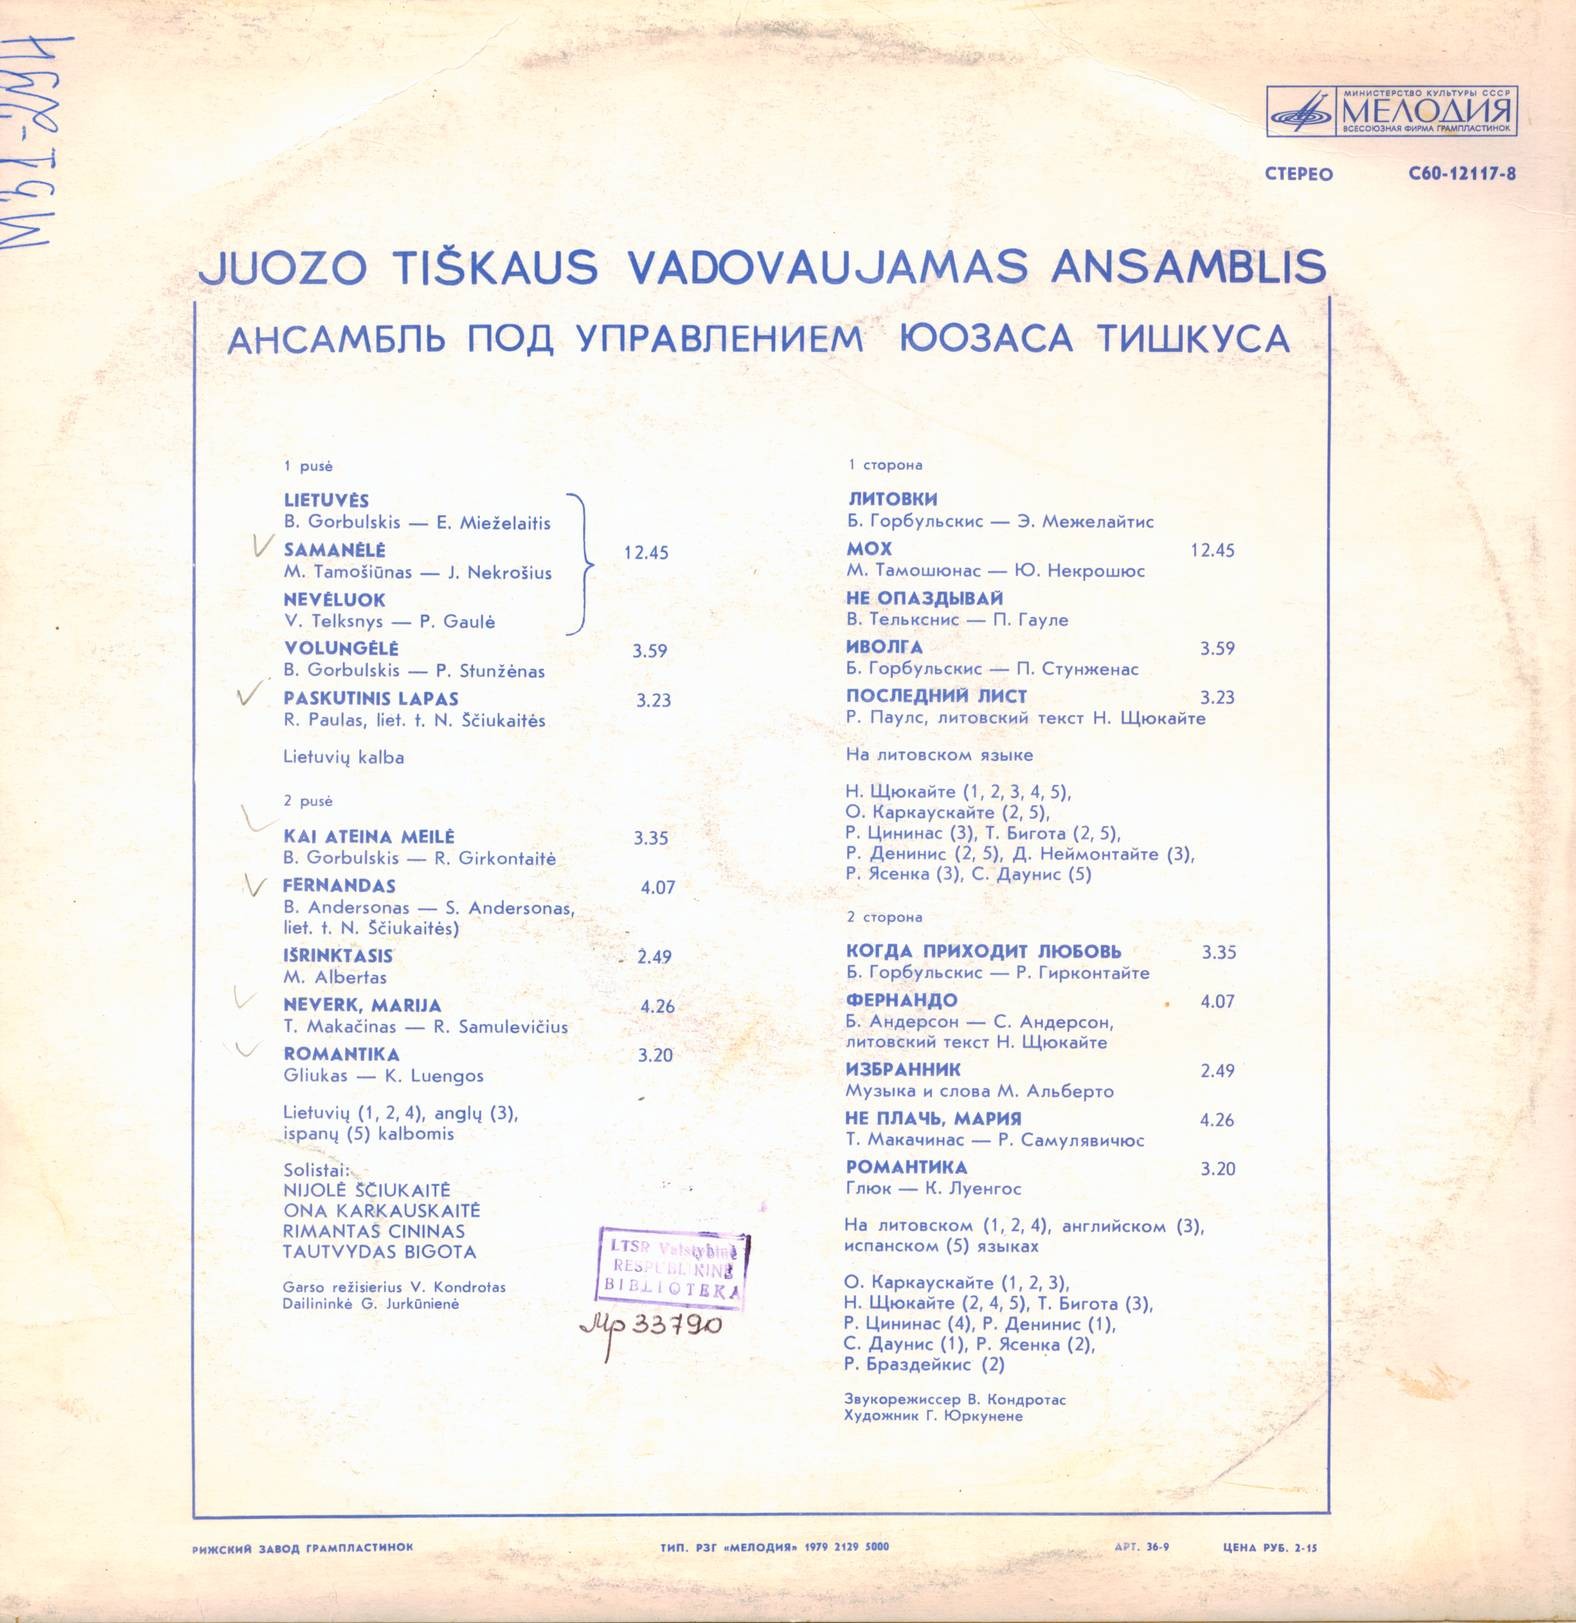 МИНИСТЕРСТВО КУЛЬТУРЫ СССР
МЕЛОДИЯ
ВСЕСОЮЗНАЯ ФИРМА ГРАМПЛАСТИНОК
СТЕРЕО С60-12117-8
JUOZO TIŠKAUS VADOVAUJAMAS ANSAMBLIS
АНСАМБЛЬ ПОД УПРАВЛЕНИЕМ ЮОЗАСА ТИШКУСА
1 pusė
LIETUVĖS
B. Gorbulskis — E. Mieželaitis
SAMANĖLĖ 12.45
M. Tamošiūnas — J. Nekrošius
NEVĖLUOK
V. Telksnys — P. Gaulė
VOLUNGĖLĖ 3.59
B. Gorbulskis — P. Stunžėnas
PASKUTINIS LAPAS 3.23
R. Paulas, liet. t. N. Ščiukaitės
Lietuvių kalba
2 pusė
KAI ATEINA MEILĖ 3.35
B. Gorbulskis — R. Girkontaitė
FERNANDAS 4.07
B. Andersonas — S. Andersonas,
liet. t. N. Ščiukaitės)
IŠRINKTASIS 2.49
M. Albertas
NEVERK, MARIJA 4.26
T. Makačinas — R. Samulevičius
ROMANTIKA 3.20
Gliukas — K. Luengos
Lietuvių (1, 2, 4), anglų (3),
ispanų (5) kalbomis
Solistai:
NIJOLĖ ŠČIUKAITĖ
ONA KARKAUSKAITĖ
RIMANTAS CININAS
TAUTVYDAS BIGOTA
Garso režisierius V. Kondrotas
Dailininkė G. Jurkūnienė
LTSR Valstybinė
RESPUBLIKINĖ
BIBLIOTEKA
Мр 33790
1 сторона
ЛИТОВКИ
Б. Горбульскис — Э. Межелайтис
МОХ 12.45
М. Тамошюнас — Ю. Некрошюс
НЕ ОПАЗДЫВАЙ
В. Телькснис — П. Гауле
ИВОЛГА 3.59
Б. Горбульскис — П. Стунженас
ПОСЛЕДНИЙ ЛИСТ 3.23
Р. Паулс, литовский текст Н. Щюкайте
На литовском языке
Н. Щюкайте (1, 2, 3, 4, 5),
О. Каркаускайте (2, 5),
Р. Цининас (3), Т. Бигота (2, 5),
Р. Денинис (2, 5), Д. Неймонтайте (3),
Р. Ясенка (3), С. Даунис (5)
2 сторона
КОГДА ПРИХОДИТ ЛЮБОВЬ 3.35
Б. Горбульскис — Р. Гирконтайте
ФЕРНАНДО 4.07
Б. Андерсон — С. Андерсон,
литовский текст Н. Щюкайте
ИЗБРАННИК 2.49
Музыка и слова М. Альберто
НЕ ПЛАЧЬ, МАРИЯ 4.26
Т. Макачинас — Р. Самулявичюс
РОМАНТИКА 3.20
Глюк — К. Луенгос
На литовском (1, 2, 4), английском (3),
испанском (5) языках
О. Каркаускайте (1, 2, 3),
Н. Щюкайте (2, 4, 5), Т. Бигота (3),
Р. Цининас (4), Р. Денинис (1),
С. Даунис (1), Р. Ясенка (2),
Р. Браздейкис (2)
Звукорежиссер В. Кондротас
Художник Г. Юркунене
РИЖСКИЙ ЗАВОД ГРАМПЛАСТИНОК ТИП. РЗГ «МЕЛОДИЯ» 1979 2129 5000 АРТ. 36-9 ЦЕНА РУБ. 2-15